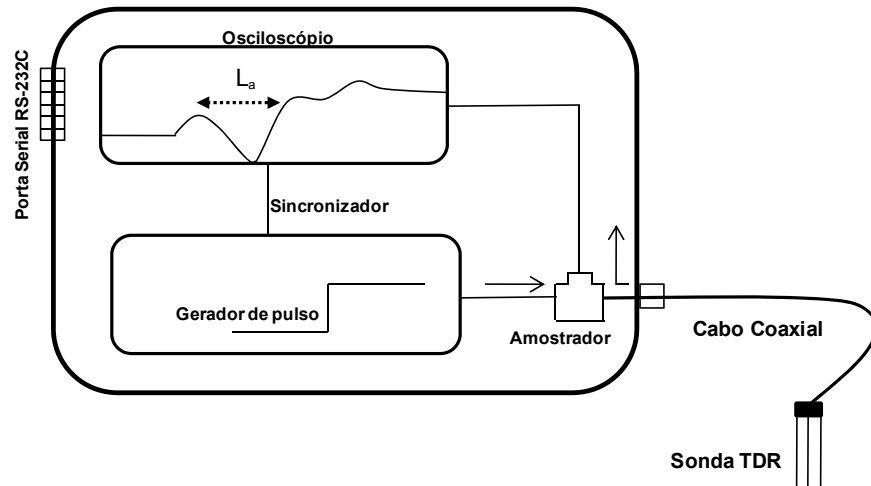 Osciloscópio
Porta Serial RS-232C
La
Sincronizador
Gerador de pulso
Amostrador
Cabo Coaxial
Sonda TDR